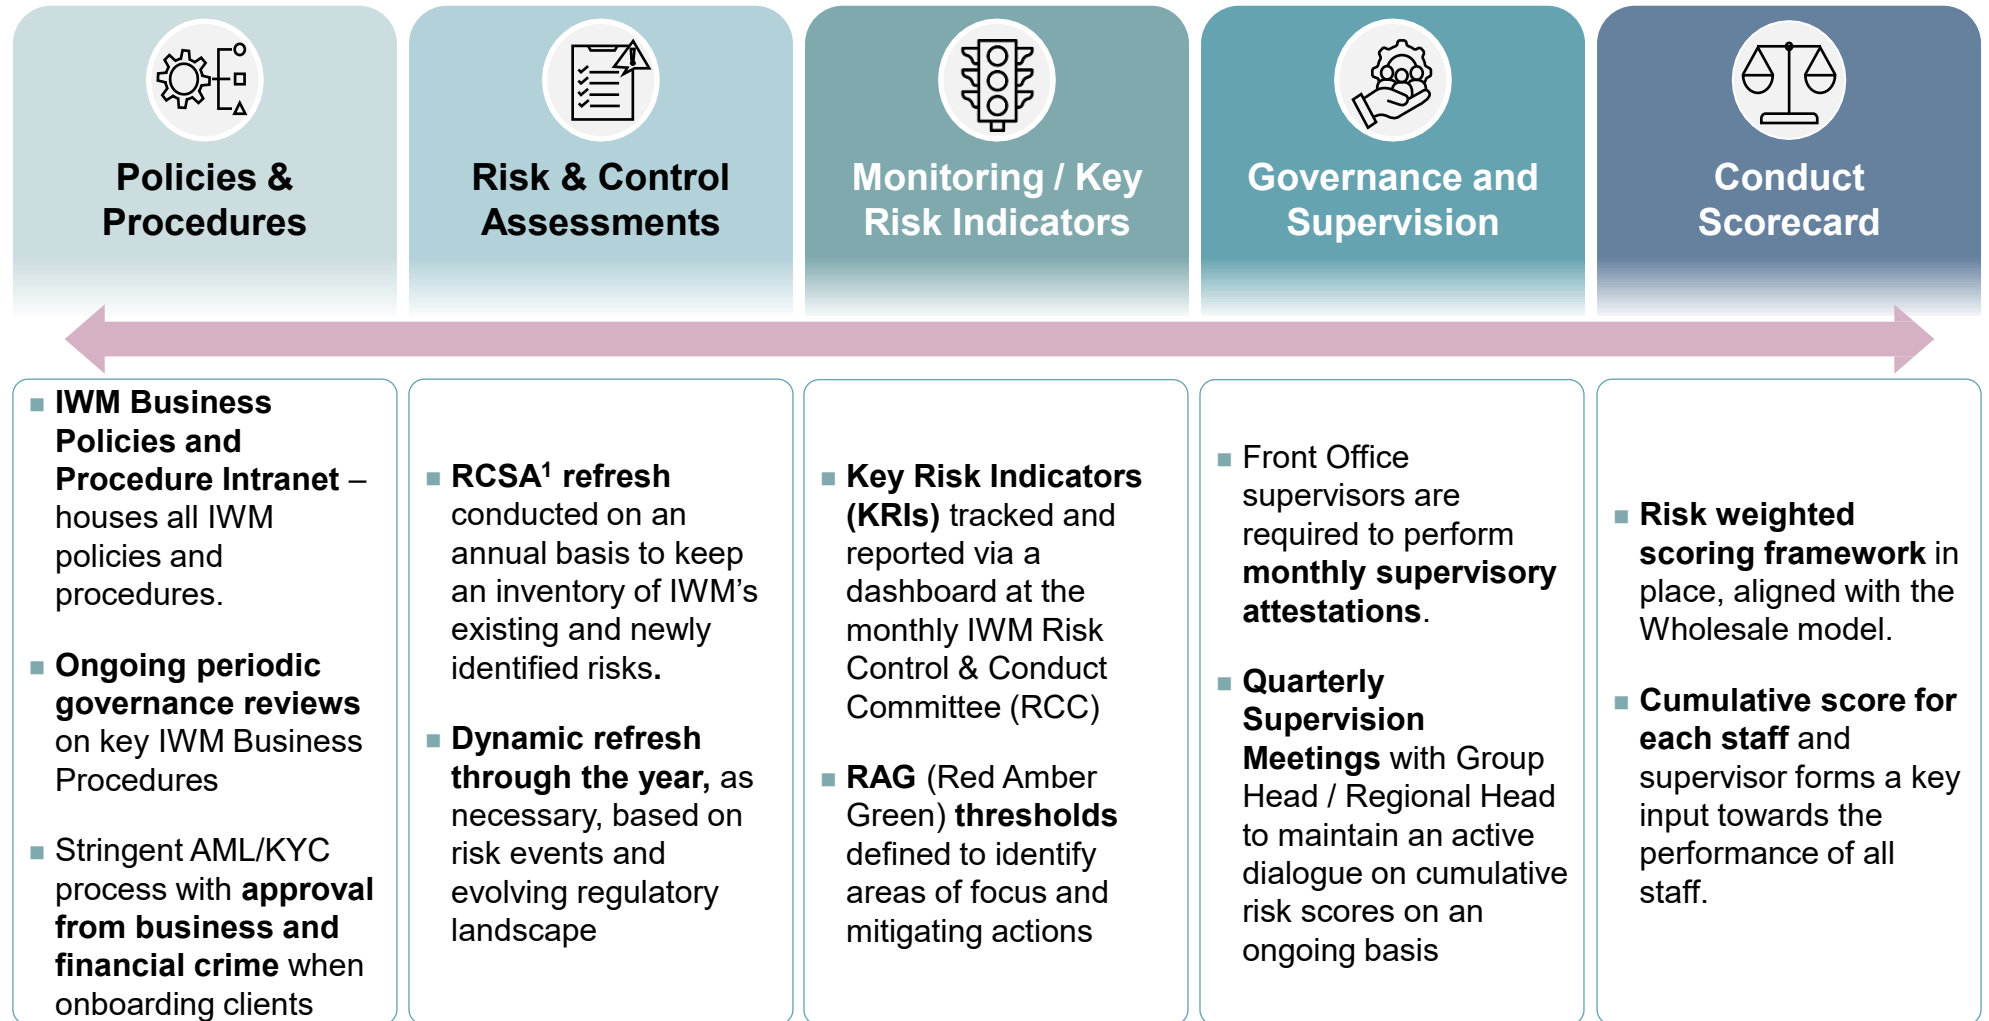 Policies &
Procedures
Risk & Control
Assessments
Monitoring / Key
Risk Indicators
Governance and
Supervision
Conduct
Scorecard
IWM Business
Policies and
Procedure Intranet –
houses all IWM
policies and
procedures.
Ongoing periodic
governance reviews
on key IWM Business
Procedures
Stringent AML/KYC
process with approval
from business and
financial crime when
onboarding clients
RCSA¹ refresh
conducted on an
annual basis to keep
an inventory of IWM’s
existing and newly
identified risks.
Dynamic refresh
through the year, as
necessary, based on
risk events and
evolving regulatory
landscape
Key Risk Indicators
(KRIs) tracked and
reported via a
dashboard at the
monthly IWM Risk
Control & Conduct
Committee (RCC)
RAG (Red Amber
Green) thresholds
defined to identify
areas of focus and
mitigating actions
Front Office
supervisors are
required to perform
monthly supervisory
attestations.
Quarterly
Supervision
Meetings with Group
Head / Regional Head
to maintain an active
dialogue on cumulative
risk scores on an
ongoing basis
Risk weighted
scoring framework in
place, aligned with the
Wholesale model.
Cumulative score for
each staff and
supervisor forms a key
input towards the
performance of all
staff.